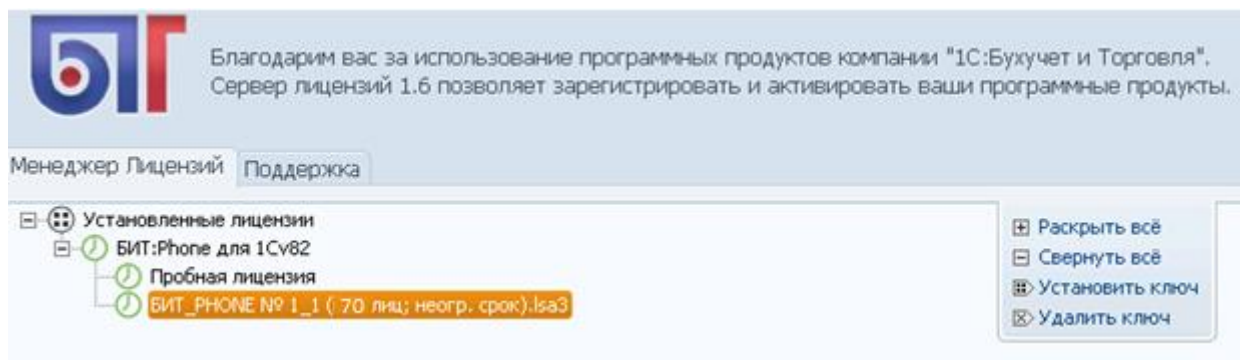 БИТ
Благодарим вас за использование программных продуктов компании "1С:Бухучет и Торговля".
Сервер лицензий 1.6 позволяет зарегистрировать и активировать ваши программные продукты.
Менеджер Лицензий Поддержка
Установленные лицензии
БИТ:Phone для 1Cv82
Пробная лицензия
БИТ_PHONE № 1_1 ( 70 лиц; неогр. срок).lsa3
Раскрыть всё
Свернуть всё
Установить ключ
Удалить ключ